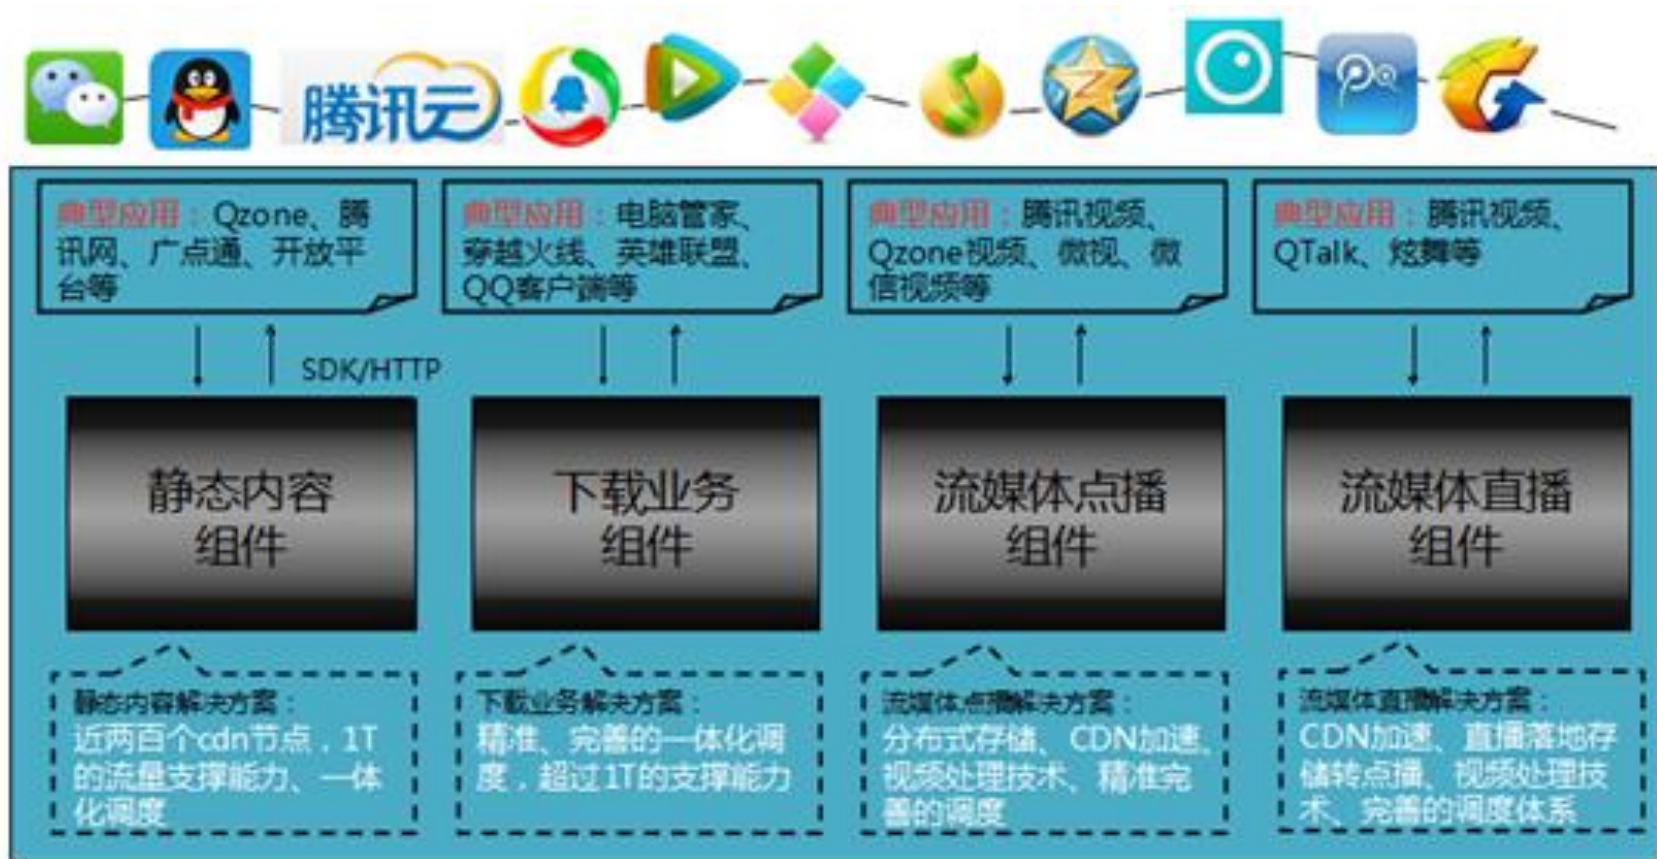 腾讯云
典型应用：Qzone、腾
讯网、广点通、开放平
台等
典型应用：电脑管家、
穿越火线、英雄联盟、
QQ客户端等
典型应用：腾讯视频、
Qzone视频、微视、微
信视频等
典型应用：腾讯视频、
QTalk、炫舞等
SDK/HTTP
静态内容
组件
下载业务
组件
流媒体点播
组件
流媒体直播
组件
静态内容解决方案：
近两百个cdn节点，1T
的流量支撑能力、一体
化调度
下载业务解决方案：
精准、完善的一体化调
度，超过1T的支撑能力
流媒体点播解决方案：
分布式存储、CDN加速、
视频处理技术、精准完
善的调度
流媒体直播解决方案：
CDN加速、直播落地存
储转点播、视频处理技
术、完善的调度体系